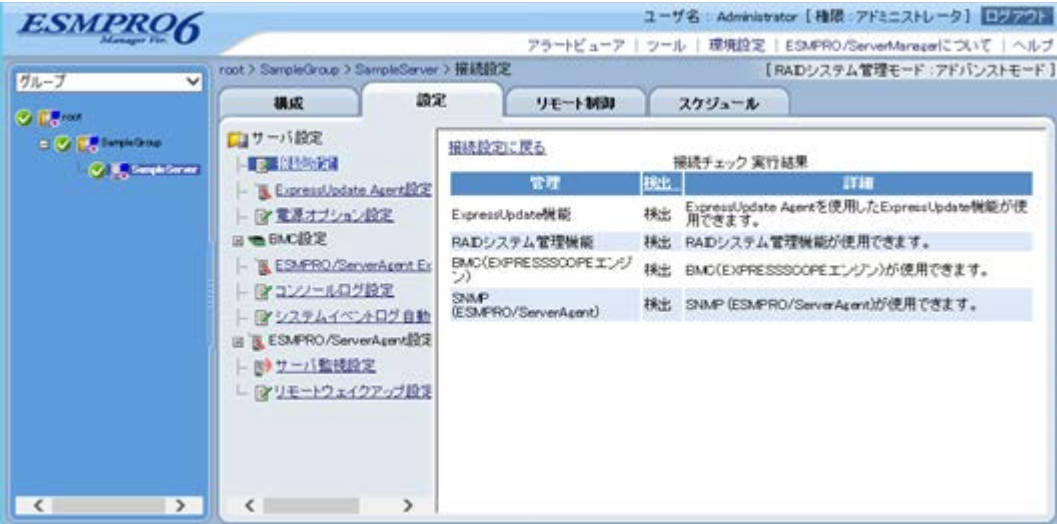 ESMPRO6
Manager Ver.
ユーザ名 : Administrator [ 権限 : アドミニストレータ ] ログアウト
アラートビューア | ツール | 環境設定 | ESMPRO/ServerManagerについて | ヘルプ
グループ
root
SampleGroup
SampleServer
root > SampleGroup > SampleServer > 接続設定
[ RAIDシステム管理モード : アドバンストモード ]
構成
設定
リモート制御
スケジュール
サーバ設定
接続設定
ExpressUpdate Agent設定
電源オプション設定
BMC設定
ESMPRO/ServerAgent Ex
コンソールログ設定
システムイベントログ自動
ESMPRO/ServerAgent設定
サーバ監視設定
リモートウェイクアップ設定
接続設定に戻る
接続チェック 実行結果
管理 検出 詳細
ExpressUpdate機能 検出 ExpressUpdate Agentを使用したExpressUpdate機能が使
用できます。
RAIDシステム管理機能 検出 RAIDシステム管理機能が使用できます。
BMC(EXPRESSSCOPEエンジ
ン) 検出 BMC(EXPRESSSCOPEエンジン)が使用できます。
SNMP
(ESMPRO/ServerAgent) 検出 SNMP (ESMPRO/ServerAgent)が使用できます。